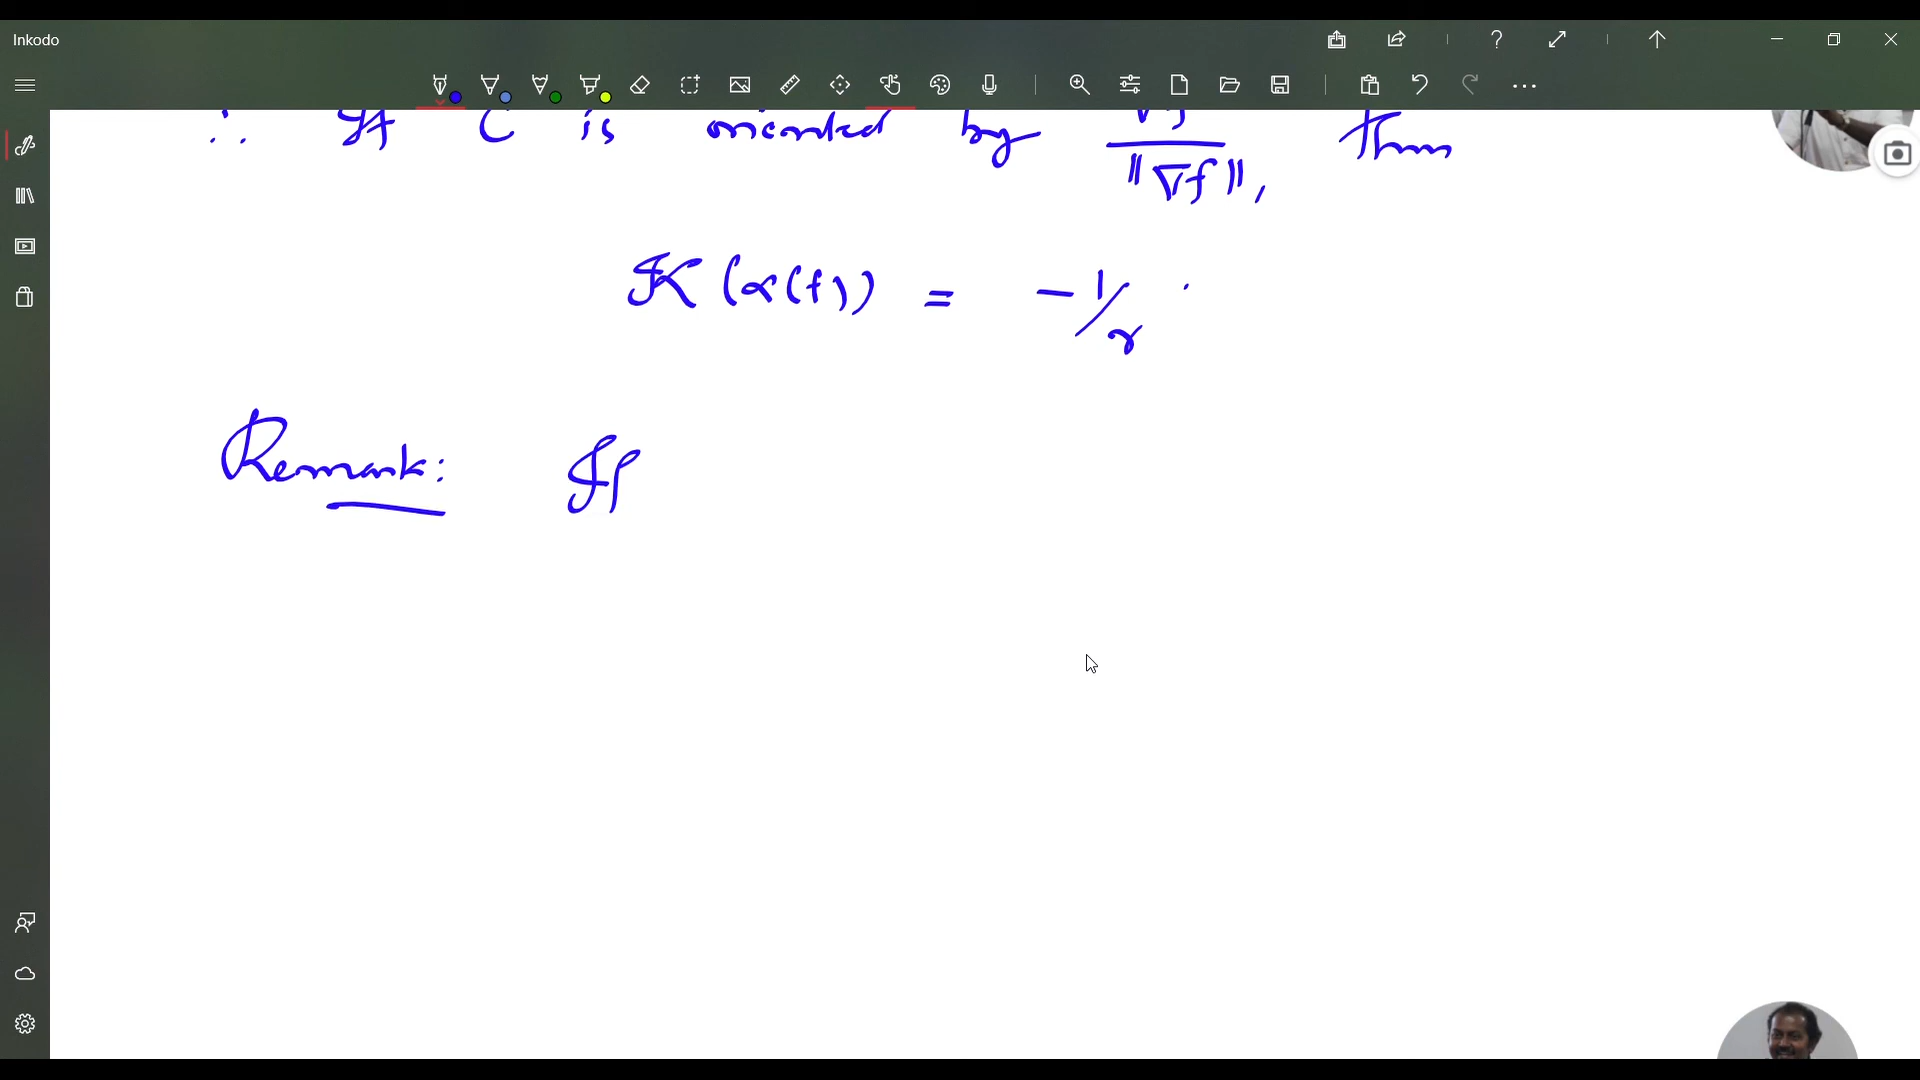 Inkodo
∴ If C is oriented by ∇f / ‖∇f‖, then
K(α(t)) = -1/r.
Remark: If